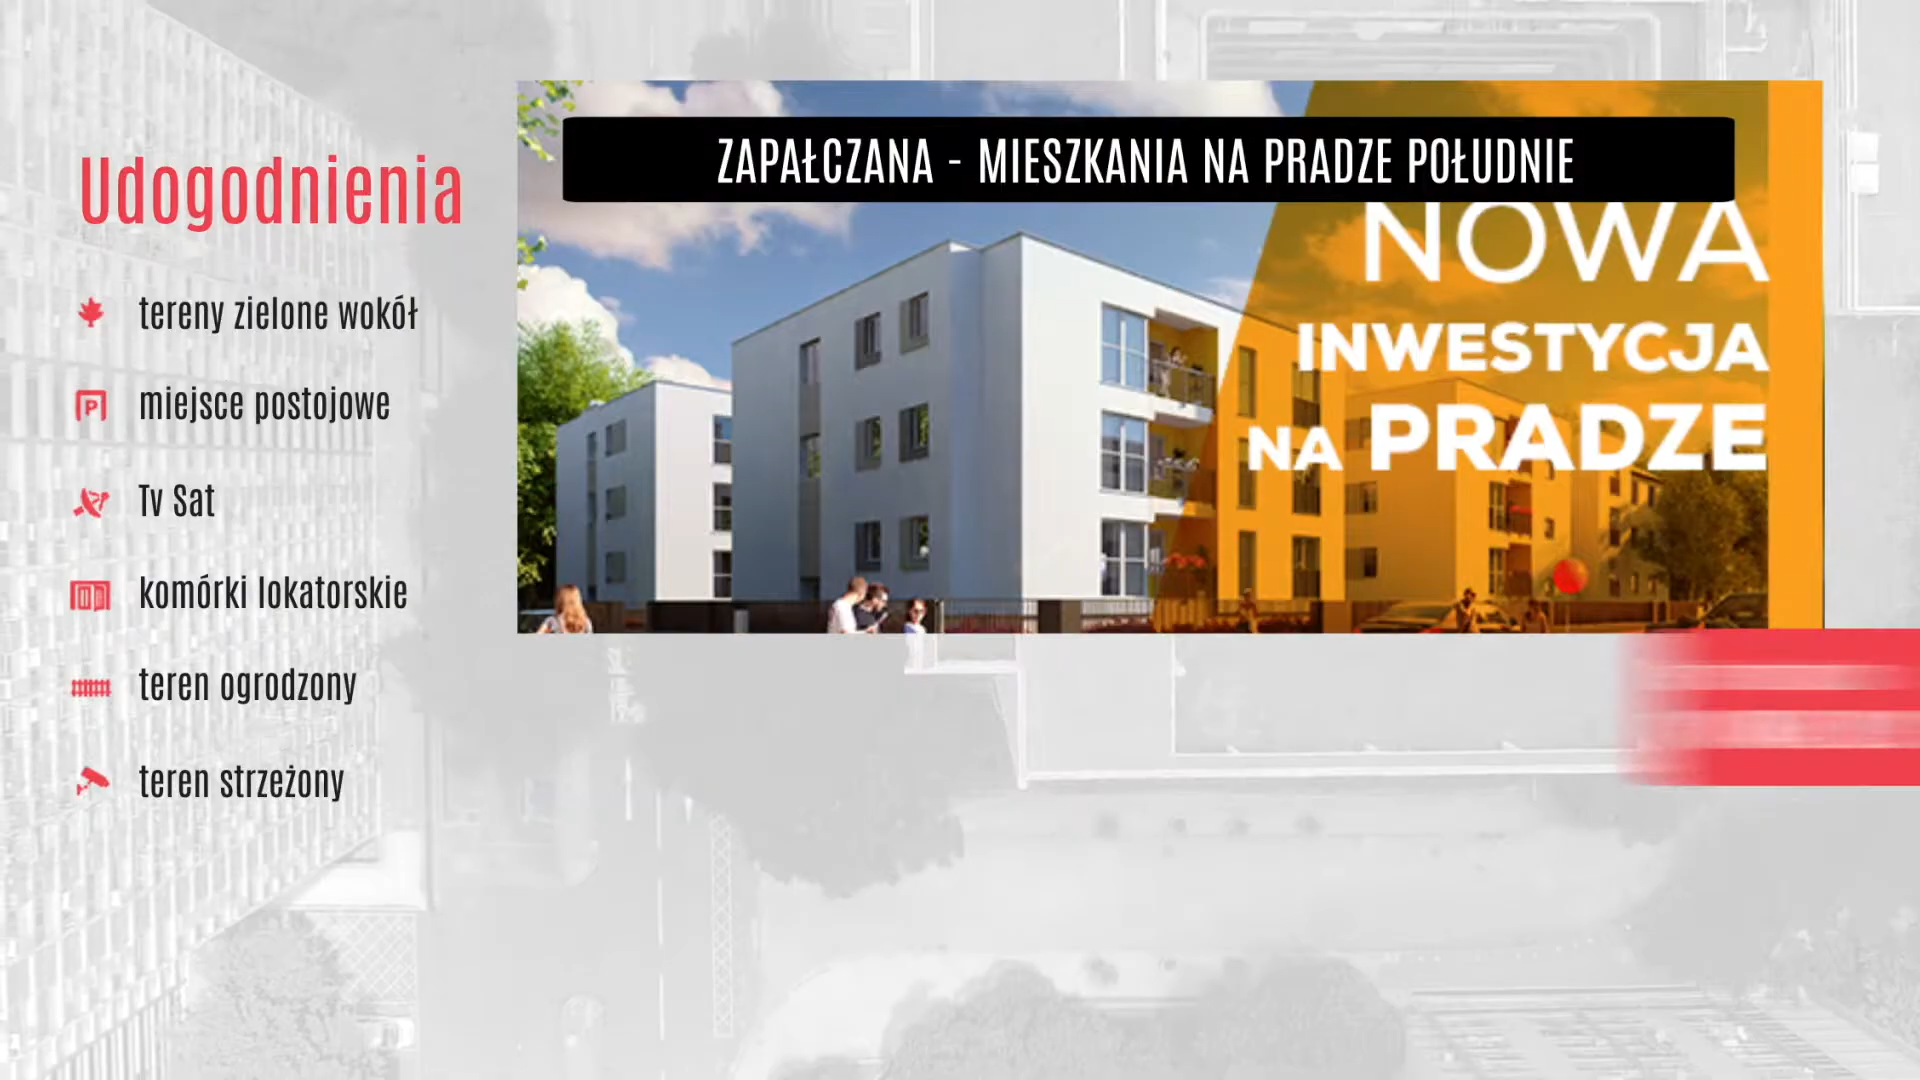 Udogodnienia
tereny zielone wokół
P
miejsce postojowe
Tv Sat
komórki lokatorskie
teren ogrodzony
teren strzeżony
ZAPAŁCZANA - MIESZKANIA NA PRADZE POŁUDNIE
NOWA
INWESTYCJA
NA PRADZE